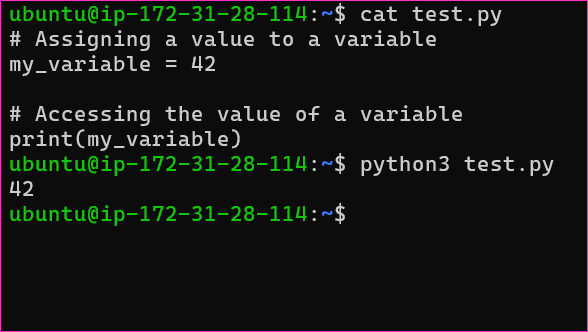 ubuntu@ip-172-31-28-114:~$ cat test.py
# Assigning a value to a variable
my_variable = 42

# Accessing the value of a variable
print(my_variable)
ubuntu@ip-172-31-28-114:~$ python3 test.py
42
ubuntu@ip-172-31-28-114:~$